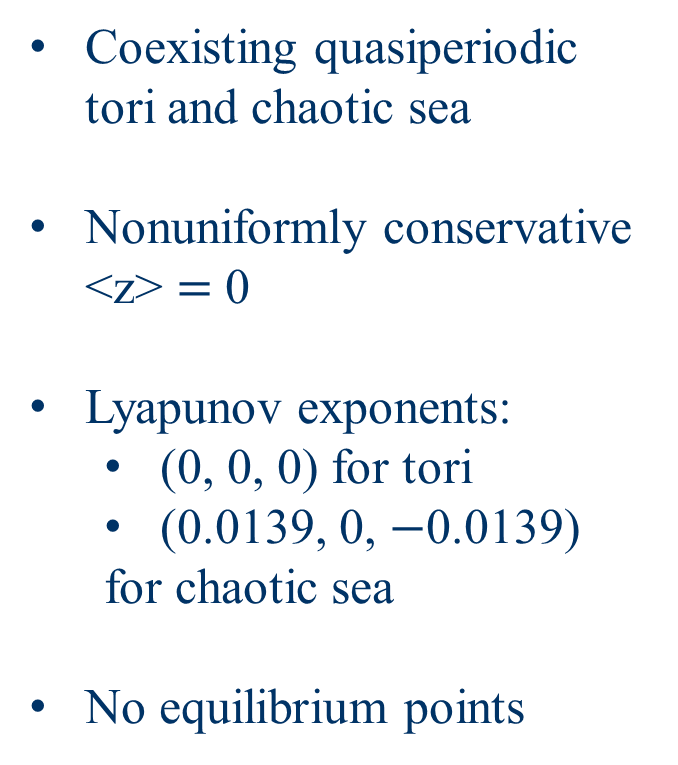 • Coexisting quasiperiodic
tori and chaotic sea
• Nonuniformly conservative
<z> = 0
• Lyapunov exponents:
• (0, 0, 0) for tori
• (0.0139, 0, −0.0139)
for chaotic sea
• No equilibrium points